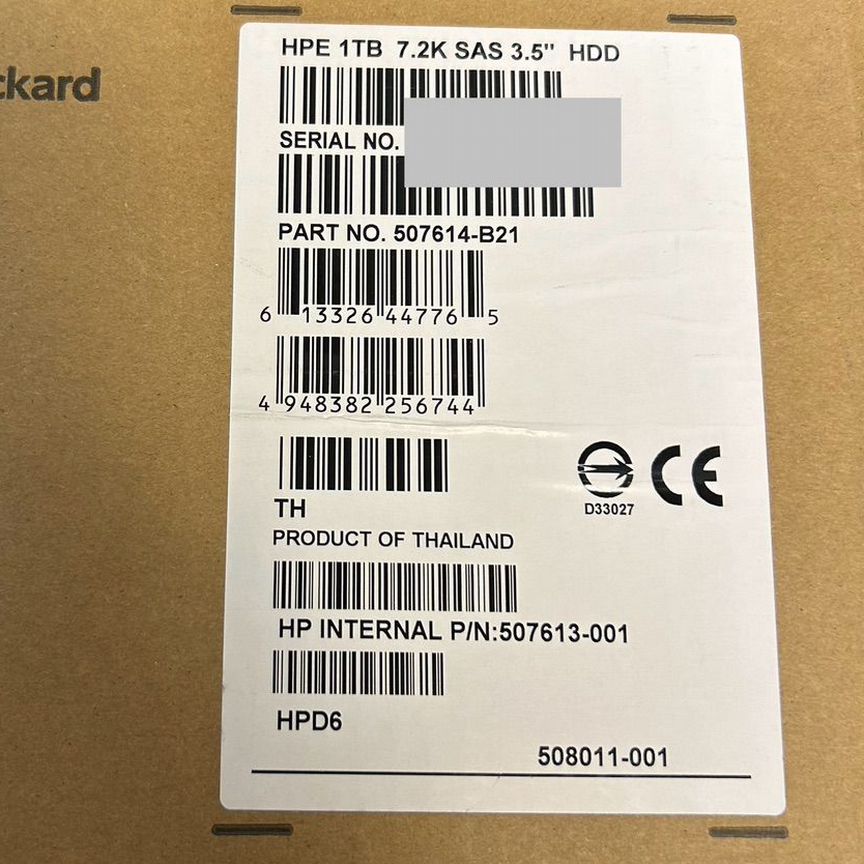 ckard
HPE 1TB 7.2K SAS 3.5" HDD
SERIAL NO.
PART NO. 507614-B21
6 13326 44776 5
4 948382 256744
TH
PRODUCT OF THAILAND
D33027
CE
HP INTERNAL P/N:507613-001
HPD6
508011-001